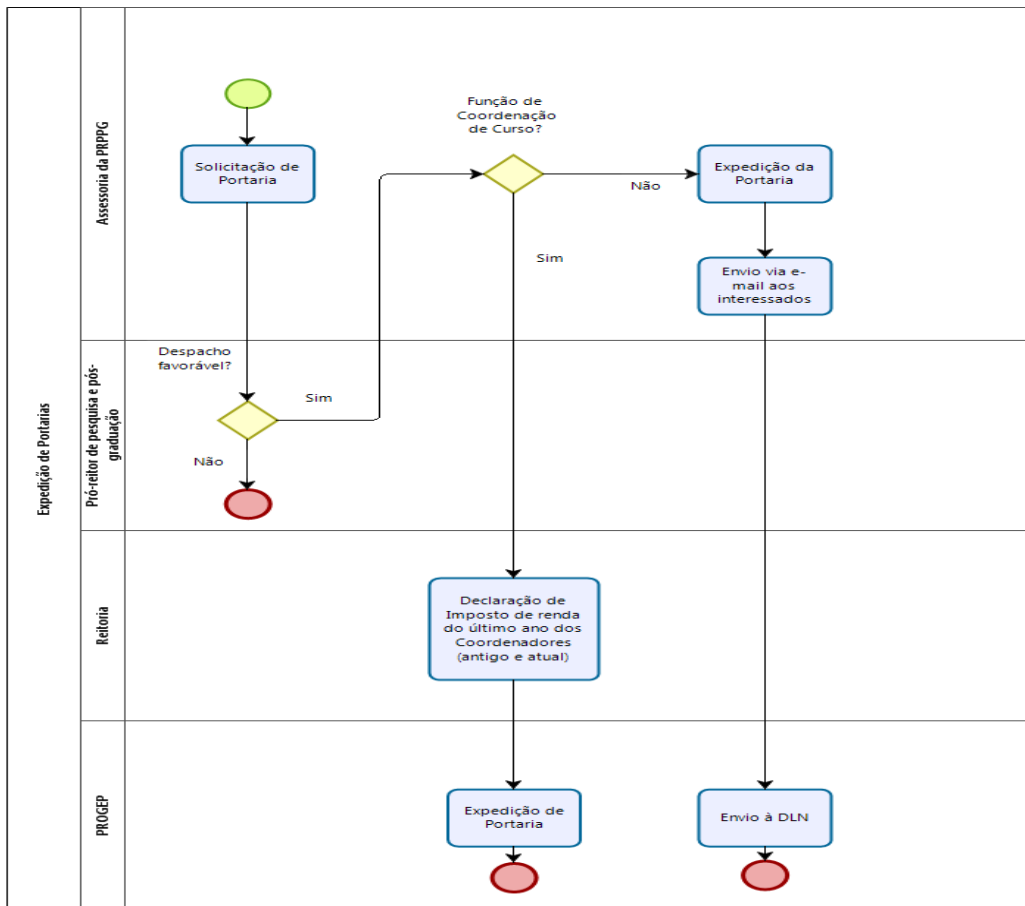 Expedição de Portarias
Assessoria da PRPPG
Função de
Coordenação
de Curso?
Solicitação de
Portaria
Não
Expedição da
Portaria
Sim
Envio via e-
mail aos
interessados
Pró-reitor de pesquisa e pós-
graduação
Despacho
favorável?
Sim
Não
Reitoria
Declaração de
Imposto de renda
do último ano dos
Coordenadores
(antigo e atual)
PROGEP
Expedição de
Portaria
Envio à DLN